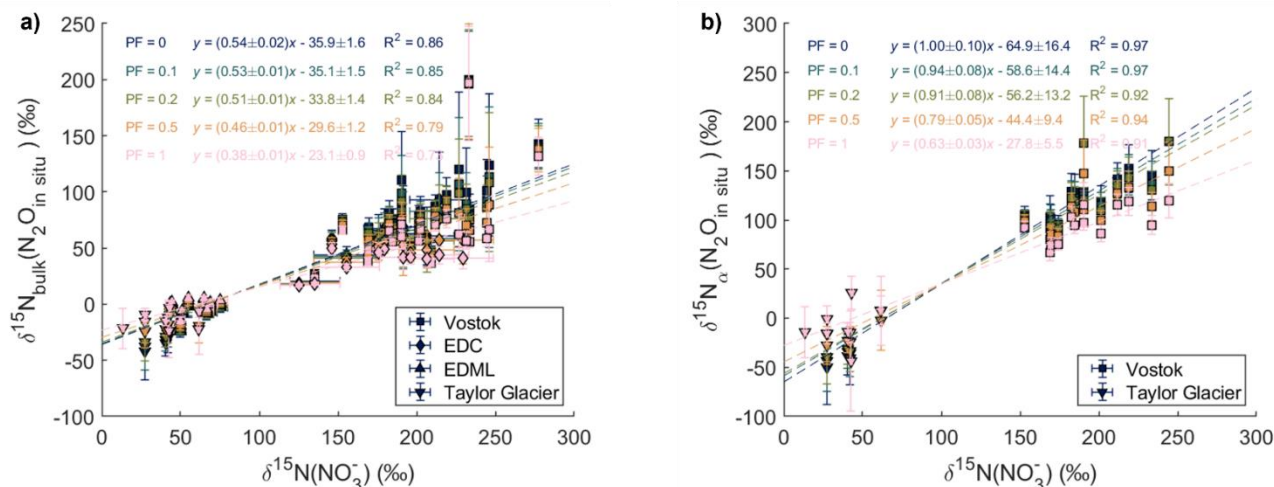 a)
250
200
150
100
50
0
-50
-100
δ¹⁵N_bulk(N₂O_in situ) (‰)
PF = 0 y = (0.54±0.02)x - 35.9±1.6 R² = 0.86
PF = 0.1 y = (0.53±0.01)x - 35.1±1.5 R² = 0.85
PF = 0.2 y = (0.51±0.01)x - 33.8±1.4 R² = 0.84
PF = 0.5 y = (0.46±0.01)x - 29.6±1.2 R² = 0.79
PF = 1 y = (0.38±0.01)x - 23.1±0.9 R² =
Vostok
EDC
EDML
Taylor Glacier
0 50 100 150 200 250 300
δ¹⁵N(NO₃⁻) (‰)
b)
250
200
150
100
50
0
-50
-100
δ¹⁵N_α(N₂O_in situ) (‰)
PF = 0 y = (1.00±0.10)x - 64.9±16.4 R² = 0.97
PF = 0.1 y = (0.94±0.08)x - 58.6±14.4 R² = 0.97
PF = 0.2 y = (0.91±0.08)x - 56.2±13.2 R² = 0.92
PF = 0.5 y = (0.79±0.05)x - 44.4±9.4 R² = 0.94
PF = 1 y = (0.63±0.03)x - 27.8±5.5 R² = 0.91
Vostok
Taylor Glacier
0 50 100 150 200 250 300
δ¹⁵N(NO₃⁻) (‰)